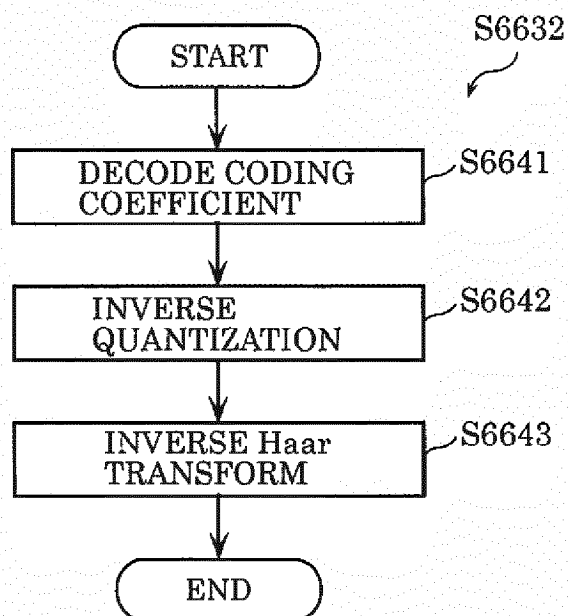 S6632
START
DECODE CODING
COEFFICIENT
S6641
INVERSE
QUANTIZATION
S6642
INVERSE Haar
TRANSFORM
S6643
END